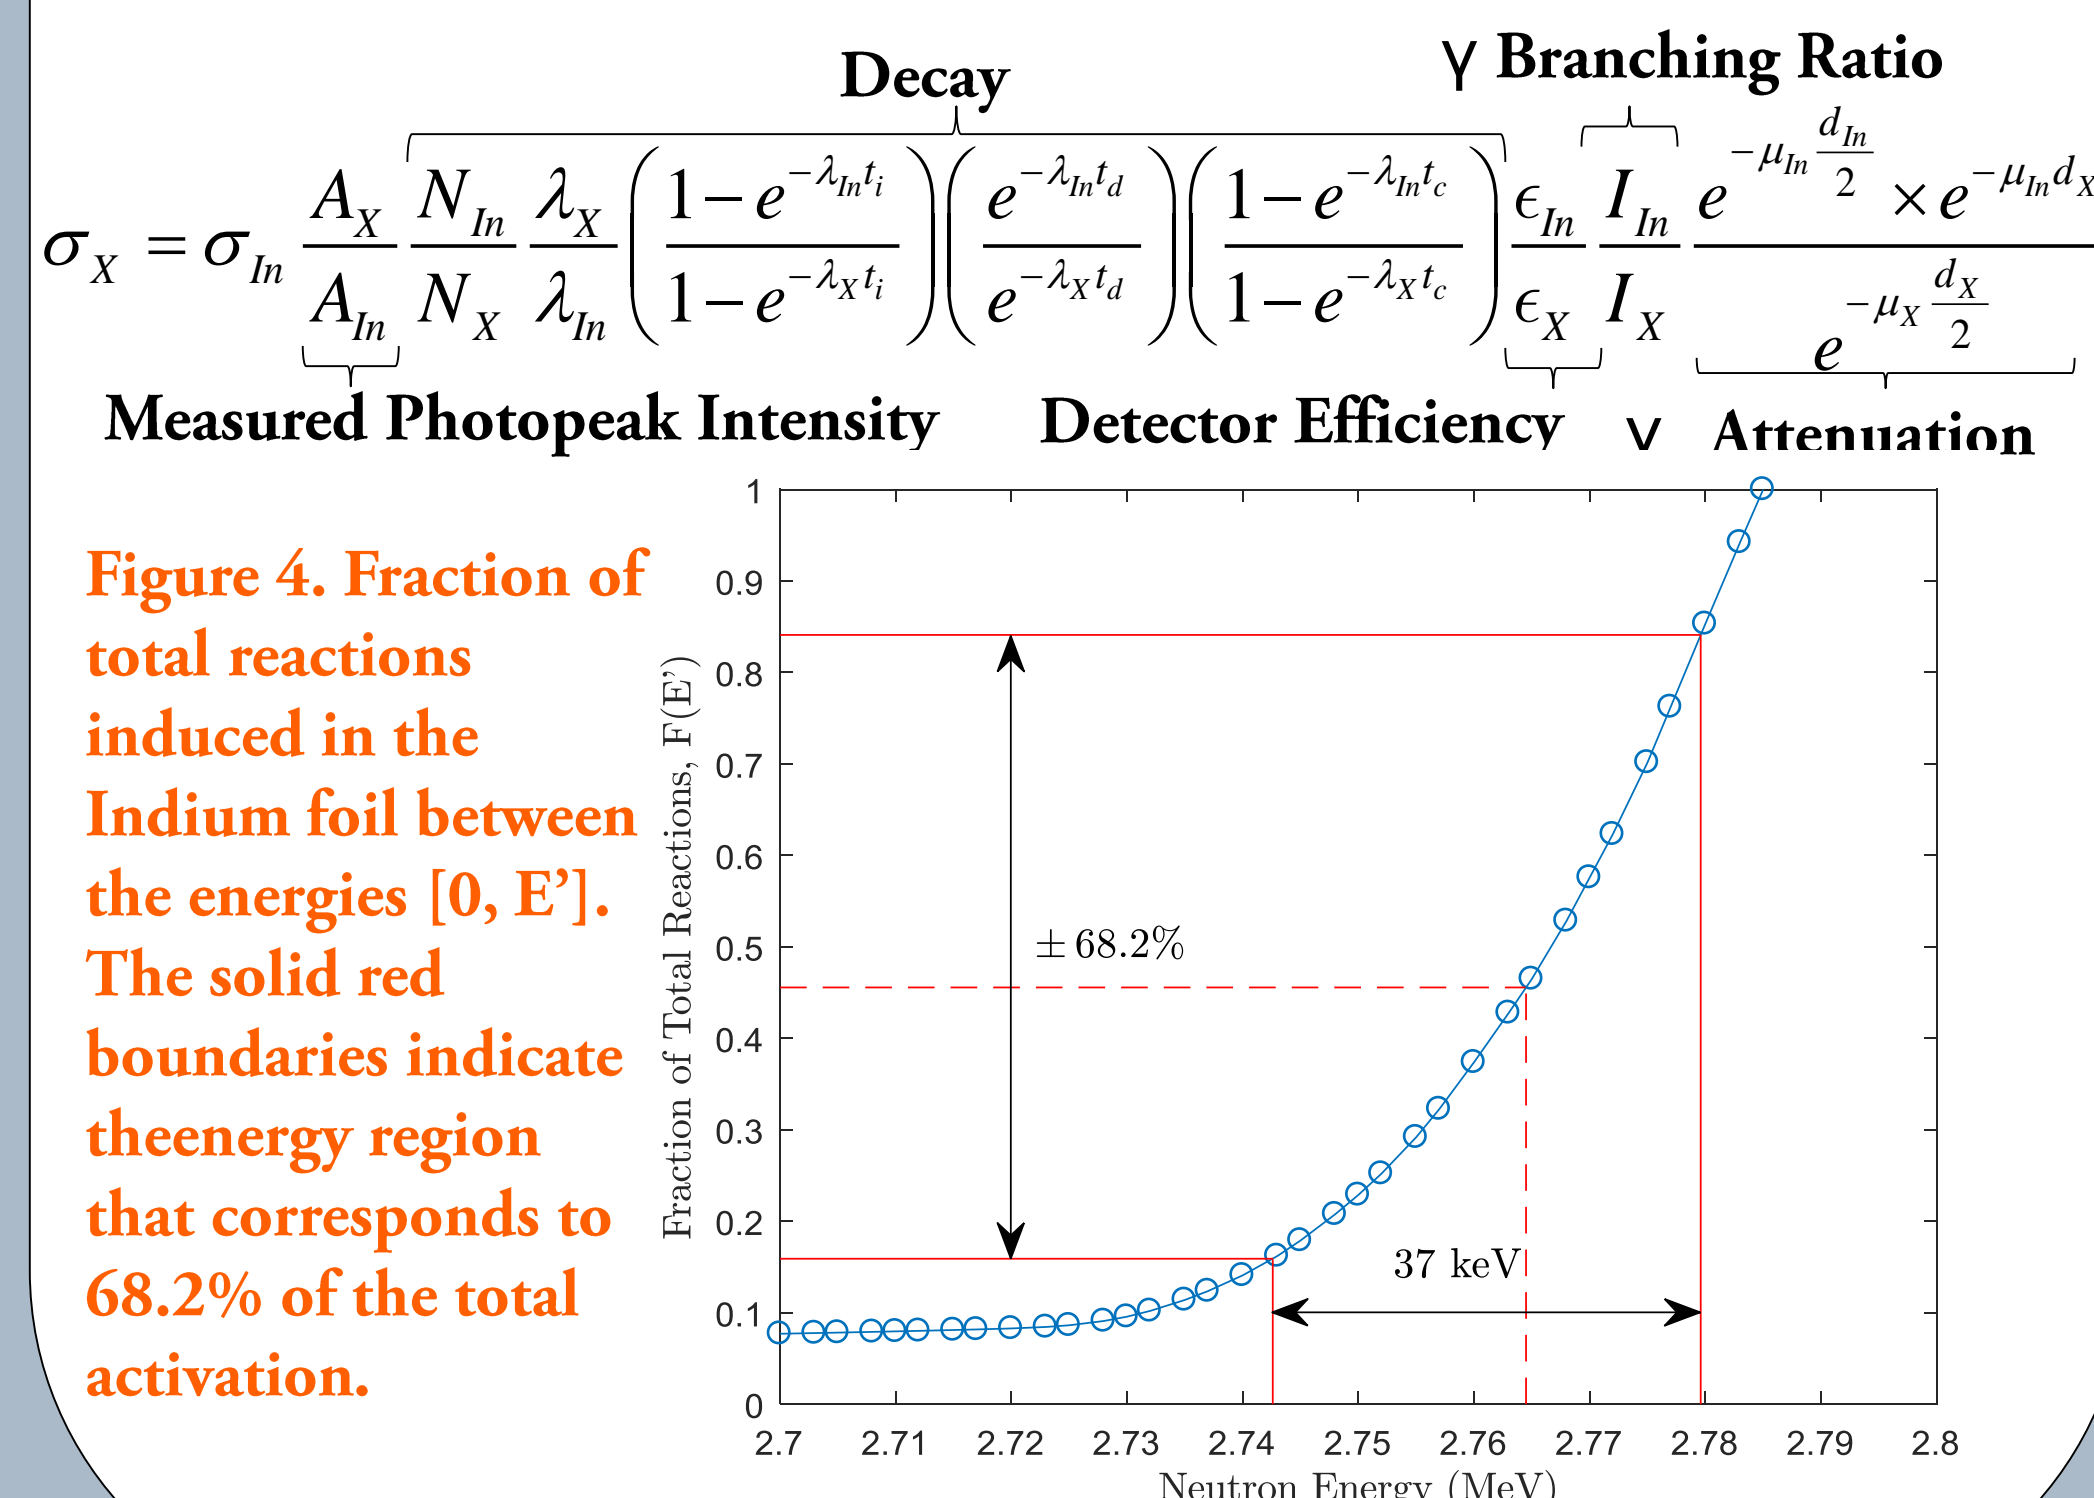 Decay
γ Branching Ratio
σ_X = σ_In (A_X / A_In) (N_In / N_X) (λ_X / λ_In) ((1−e^{−λ_In t_i}) / (1−e^{−λ_X t_i})) (e^{−λ_In t_d} / e^{−λ_X t_d}) ((1−e^{−λ_In t_c}) / (1−e^{−λ_X t_c})) (ϵ_In / ϵ_X) (I_In / I_X) (e^{−μ_In d_In/2} × e^{−μ_In d_X} / e^{−μ_X d_X/2})
Measured Photopeak Intensity
Detector Efficiency
γ Attenuation
Figure 4. Fraction of
total reactions
induced in the
Indium foil between
the energies [0, E’].
The solid red
boundaries indicate
theenergy region
that corresponds to
68.2% of the total
activation.
Fraction of Total Reactions, F(E’)
1
0.9
0.8
0.7
0.6
0.5
0.4
0.3
0.2
0.1
0
± 68.2%
37 keV
2.7 2.71 2.72 2.73 2.74 2.75 2.76 2.77 2.78 2.79 2.8
Neutron Energy (MeV)